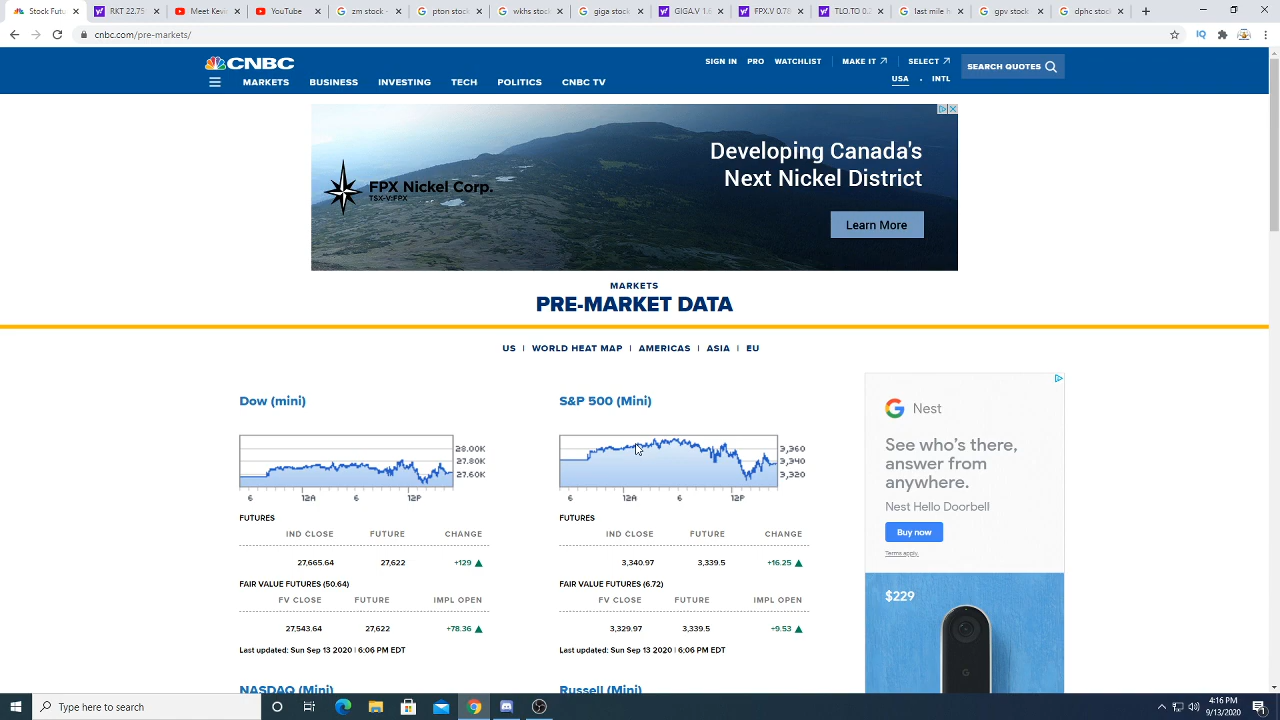 Stock Futu
RKT 22.75
Meet Kevi
YouTube
zm stock
pton stock
wkhs stock
giga stock
GIGA.V 1.6
FPX.V 0.78
TLO.TO 0.3
last mile h
gpv stock
dphc stock
cnbc.com/pre-markets/
CNBC
SIGN IN
PRO
WATCHLIST
MAKE IT
SELECT
SEARCH QUOTES
USA
INTL
MARKETS
BUSINESS
INVESTING
TECH
POLITICS
CNBC TV
Developing Canada's
Next Nickel District
FPX Nickel Corp.
TSX-V:FPX
Learn More
MARKETS
PRE-MARKET DATA
US | WORLD HEAT MAP | AMERICAS | ASIA | EU
Dow (mini)
28.00K
27.80K
27.60K
6 12A 6 12P
FUTURES
IND CLOSE FUTURE CHANGE
27,665.64 27,622 +129
FAIR VALUE FUTURES (50.64)
FV CLOSE FUTURE IMPL OPEN
27,543.64 27,622 +78.36
Last updated: Sun Sep 13 2020 | 6:06 PM EDT
NASDAQ (Mini)
S&P 500 (Mini)
3,360
3,340
3,320
6 12A 6 12P
FUTURES
IND CLOSE FUTURE CHANGE
3,340.97 3,339.5 +16.25
FAIR VALUE FUTURES (6.72)
FV CLOSE FUTURE IMPL OPEN
3,329.97 3,339.5 +9.53
Last updated: Sun Sep 13 2020 | 6:06 PM EDT
Russell (Mini)
G Nest
See who's there,
answer from
anywhere.
Nest Hello Doorbell
Buy now
Terms apply.
$229
Type here to search
4:16 PM
9/13/2020